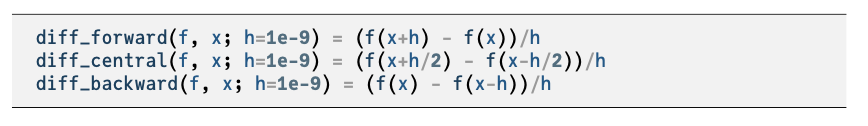 diff_forward(f, x; h=1e-9) = (f(x+h) - f(x))/h
diff_central(f, x; h=1e-9) = (f(x+h/2) - f(x-h/2))/h
diff_backward(f, x; h=1e-9) = (f(x) - f(x-h))/h